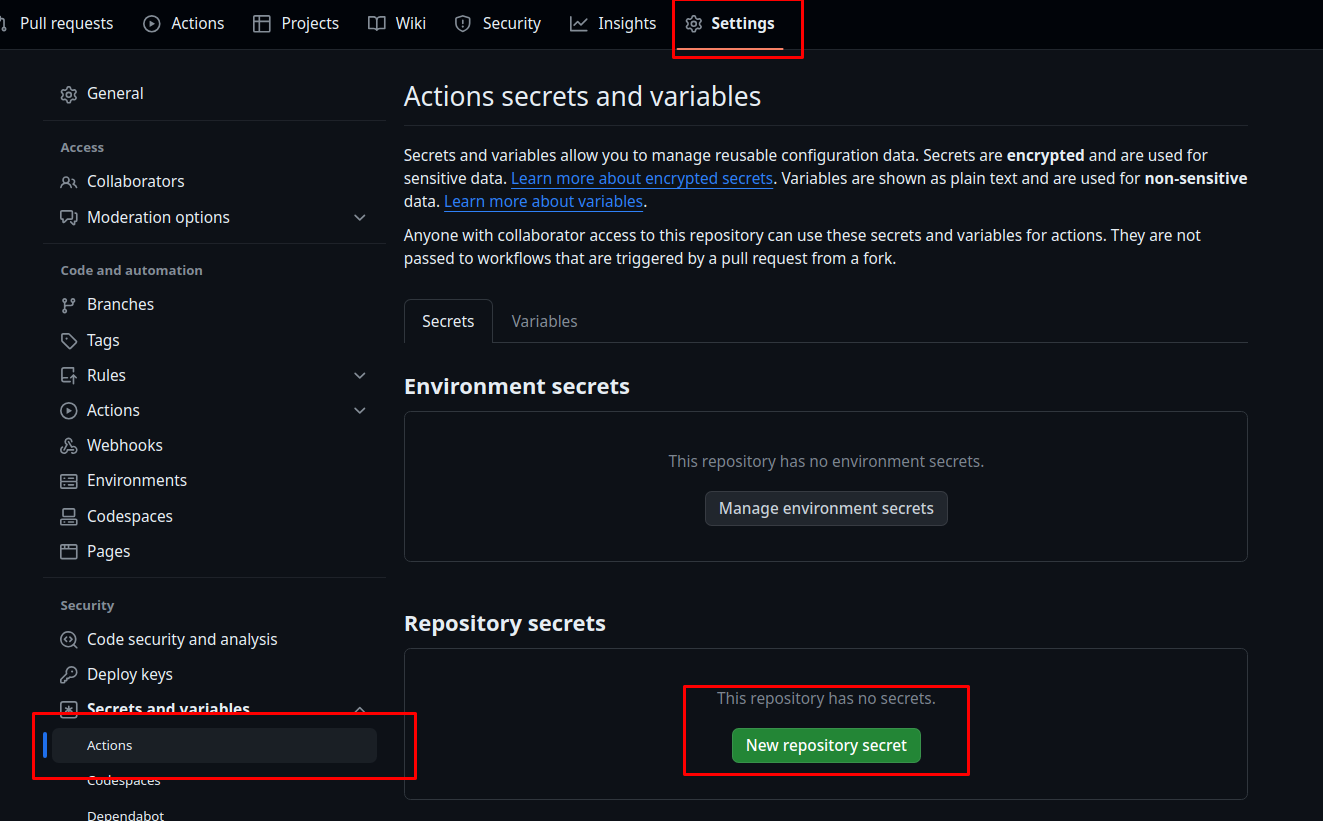 Pull requests
Actions
Projects
Wiki
Security
Insights
Settings
General
Access
Collaborators
Moderation options
Code and automation
Branches
Tags
Rules
Actions
Webhooks
Environments
Codespaces
Pages
Security
Code security and analysis
Deploy keys
Secrets and variables
Actions
Codespaces
Dependabot
Actions secrets and variables
Secrets and variables allow you to manage reusable configuration data. Secrets are encrypted and are used for
sensitive data. Learn more about encrypted secrets. Variables are shown as plain text and are used for non-sensitive
data. Learn more about variables.
Anyone with collaborator access to this repository can use these secrets and variables for actions. They are not
passed to workflows that are triggered by a pull request from a fork.
Secrets
Variables
Environment secrets
This repository has no environment secrets.
Manage environment secrets
Repository secrets
This repository has no secrets.
New repository secret